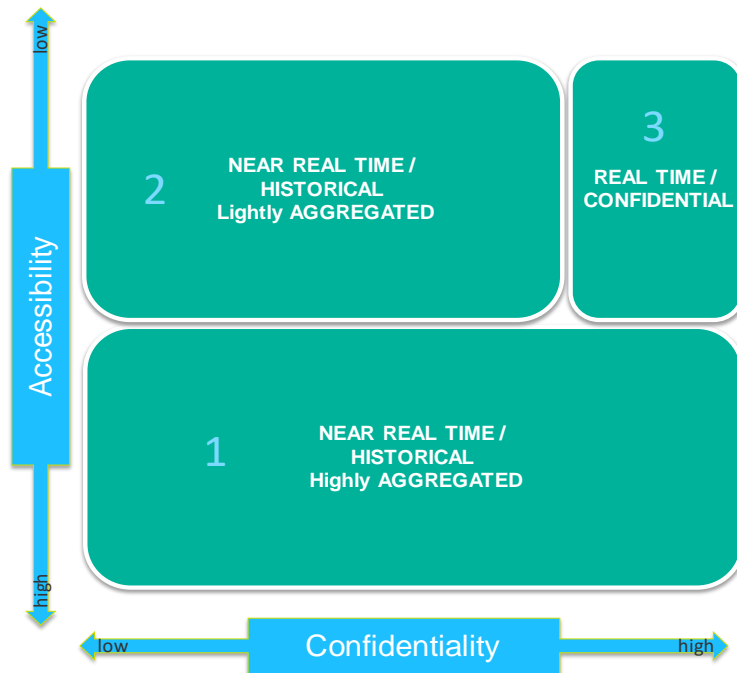 low
Accessibility
high
2
NEAR REAL TIME /
HISTORICAL
Lightly AGGREGATED
3
REAL TIME /
CONFIDENTIAL
1
NEAR REAL TIME /
HISTORICAL
Highly AGGREGATED
low
Confidentiality
high